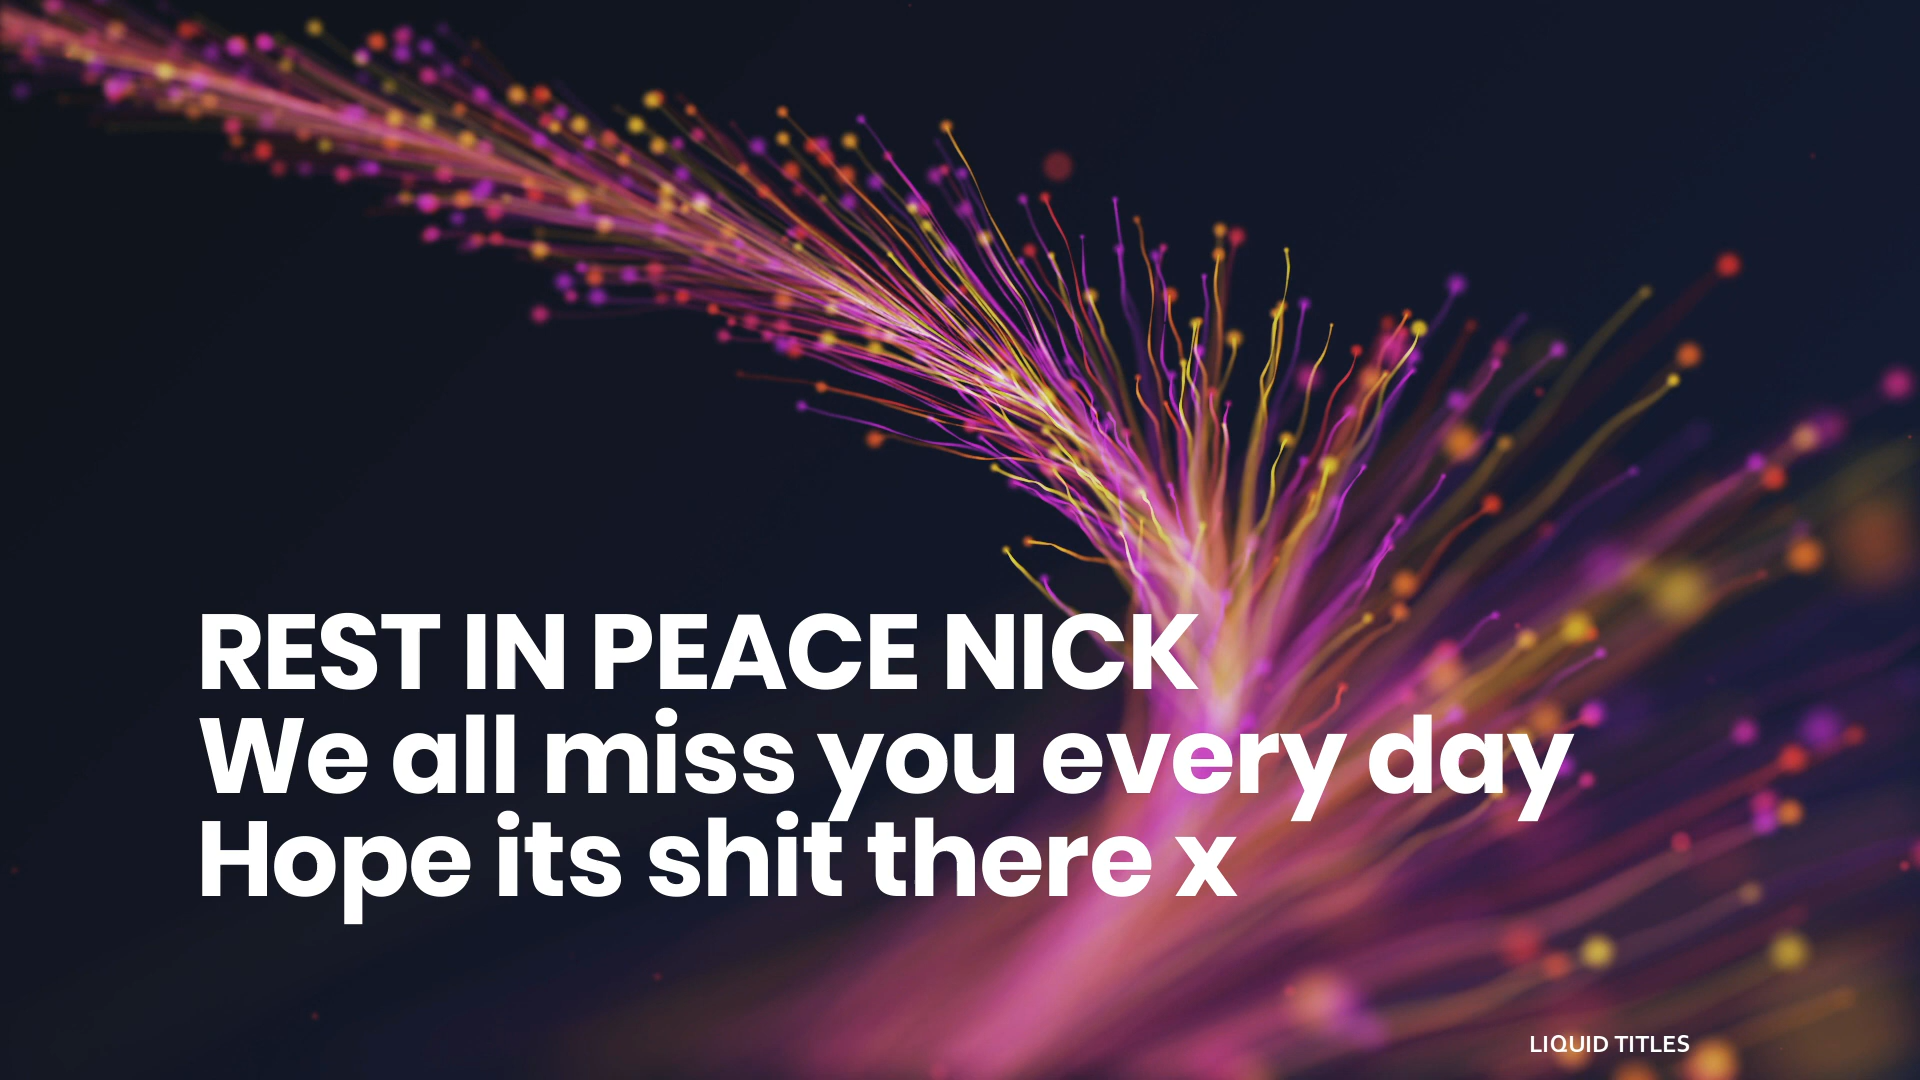 REST IN PEACE NICK
We all miss you every day
Hope its shit there x
LIQUID TITLES